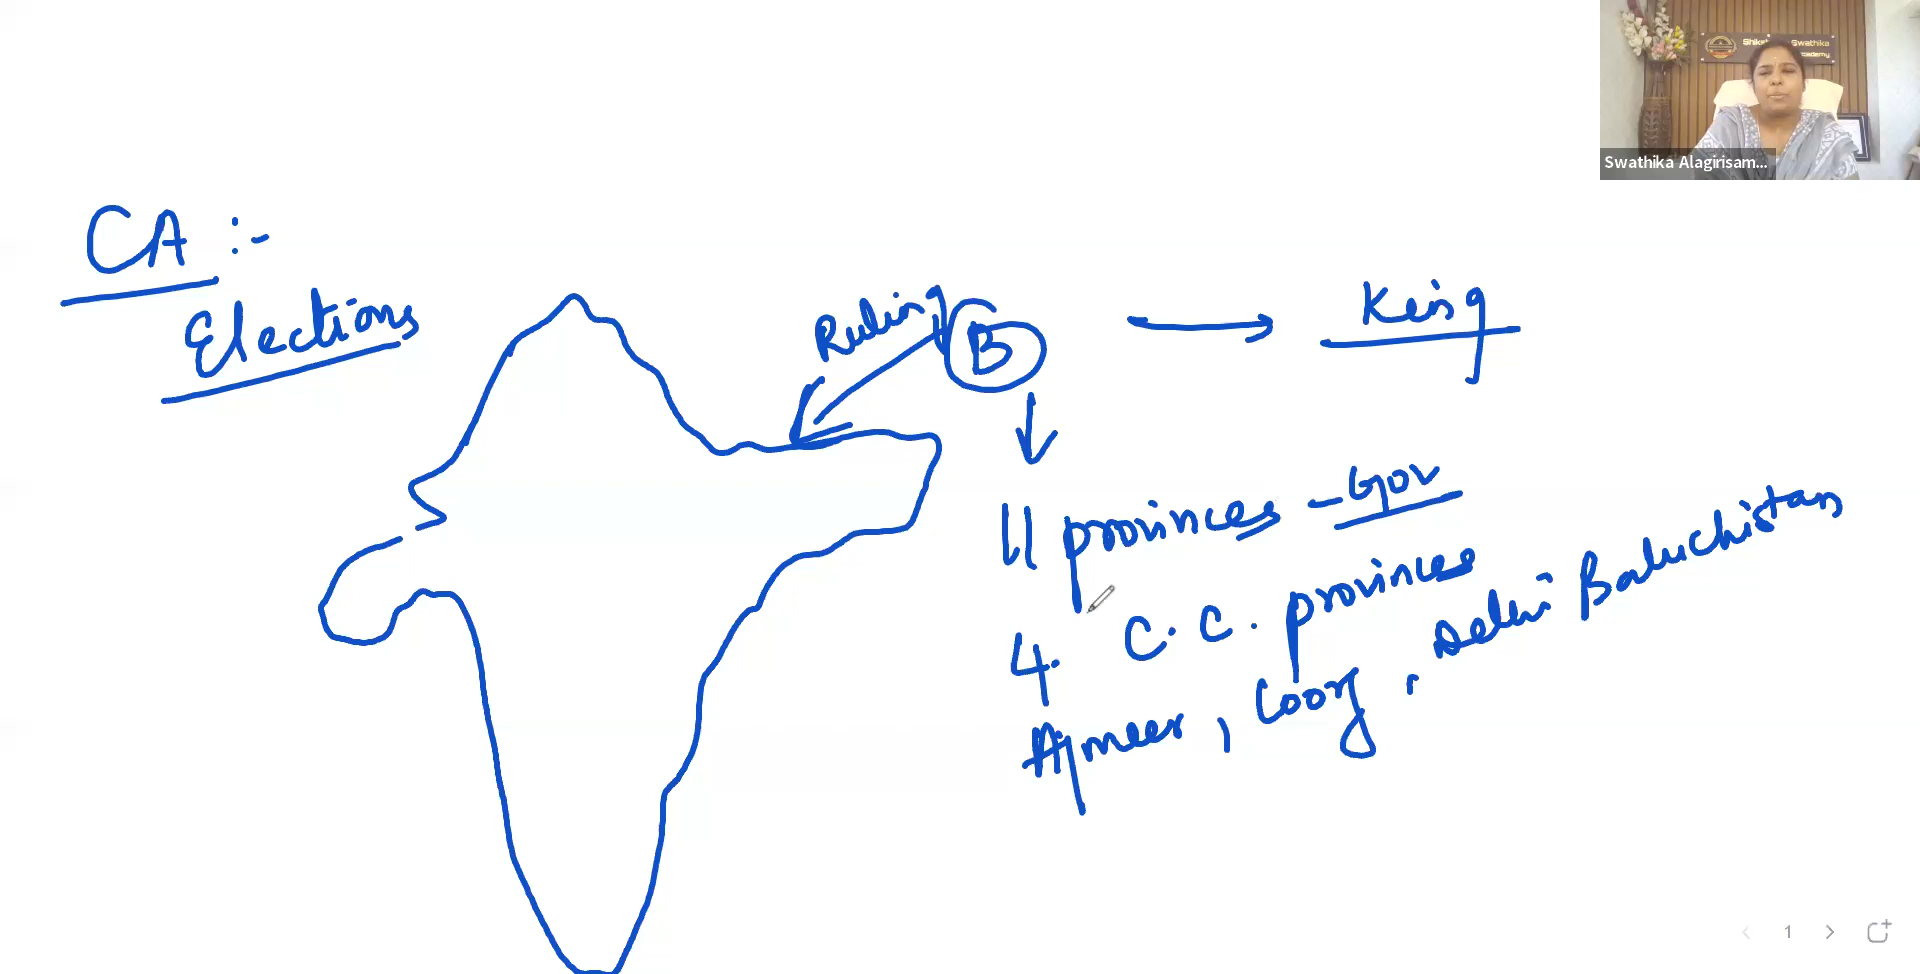 Swathika Alagirisam...
CA :-
Elections
Ruling
B
King
11 provinces - Gov
4. C.C. provinces
Ajmeer, Coorg, Delhi Baluchistan
1